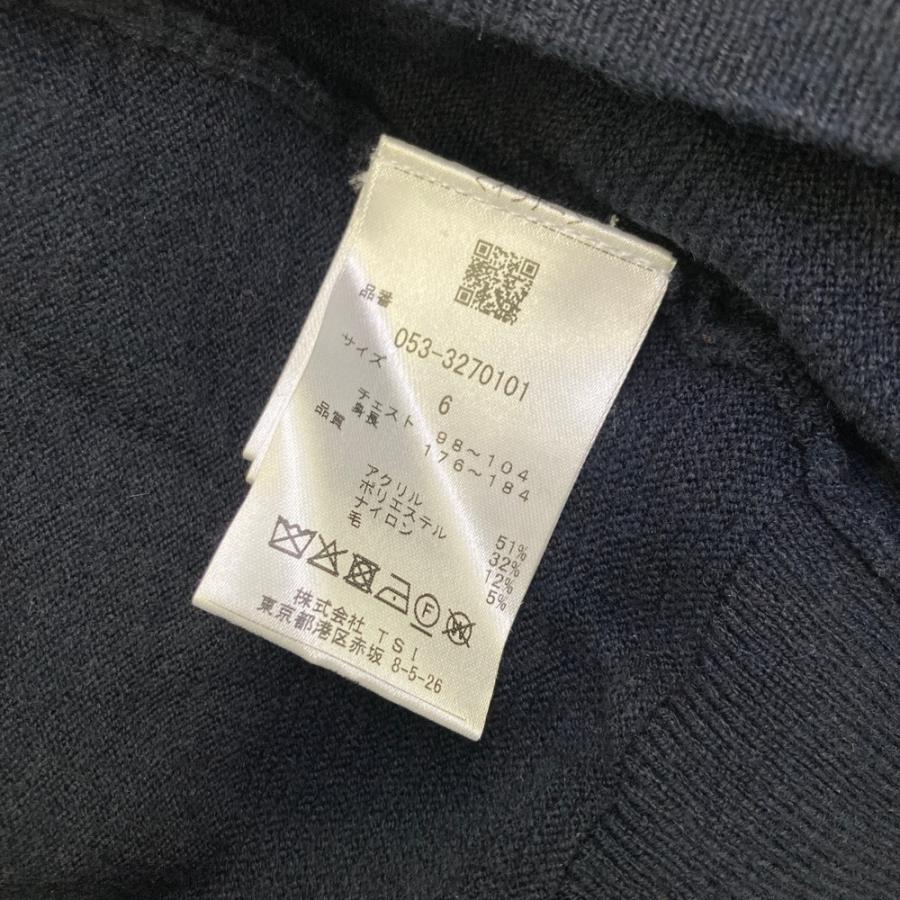 品番
053-3270101
サイズ
6
チェスト 98～104
身長 176～184
品質
アクリル 51%
ポリエステル 32%
ナイロン 12%
毛 5%
株式会社 TSI
東京都港区赤坂 8-5-26